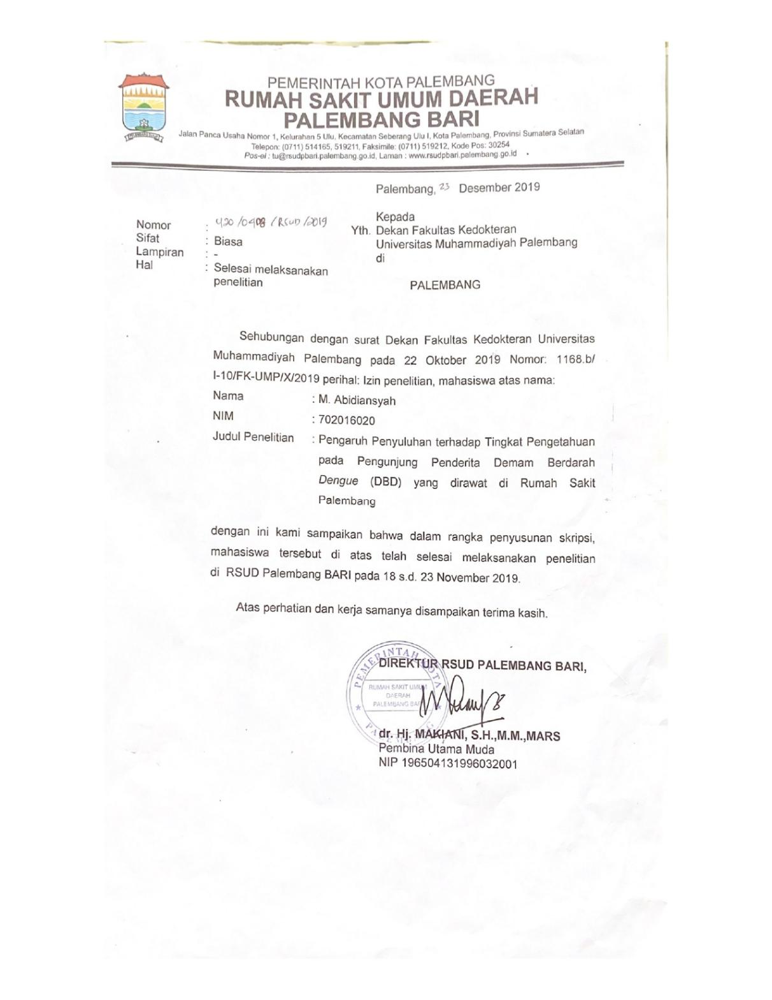 PEMERINTAH KOTA PALEMBANG
RUMAH SAKIT UMUM DAERAH
PALEMBANG BARI
Jalan Panca Usaha Nomor 1, Kelurahan 5 Ulu, Kecamatan Seberang Ulu I, Kota Palembang, Provinsi Sumatera Selatan
Telepon: (0711) 514165, 519211, Faksimile: (0711) 519212, Kode Pos: 30254
Pos-el : tu@rsudpbari.palembang.go.id, Laman : www.rsudpbari.palembang.go.id
Palembang, 23 Desember 2019
Nomor : 420 /0408 / RSUD /2019
Sifat : Biasa
Lampiran : -
Hal : Selesai melaksanakan
penelitian
Kepada
Yth. Dekan Fakultas Kedokteran
Universitas Muhammadiyah Palembang
di
PALEMBANG
Sehubungan dengan surat Dekan Fakultas Kedokteran Universitas
Muhammadiyah Palembang pada 22 Oktober 2019 Nomor: 1168.b/
I-10/FK-UMP/X/2019 perihal: Izin penelitian, mahasiswa atas nama:
Nama : M. Abidiansyah
NIM : 702016020
Judul Penelitian : Pengaruh Penyuluhan terhadap Tingkat Pengetahuan
pada Pengunjung Penderita Demam Berdarah
Dengue (DBD) yang dirawat di Rumah Sakit
Palembang
dengan ini kami sampaikan bahwa dalam rangka penyusunan skripsi,
mahasiswa tersebut di atas telah selesai melaksanakan penelitian
di RSUD Palembang BARI pada 18 s.d. 23 November 2019.
Atas perhatian dan kerja samanya disampaikan terima kasih.
DIREKTUR RSUD PALEMBANG BARI,
PEMERINTAH KOTA
RUMAH SAKIT UMUM
DAERAH
PALEMBANG BARI
PALEMBANG
dr. Hj. MAKIANI, S.H.,M.M.,MARS
Pembina Utama Muda
NIP 196504131996032001